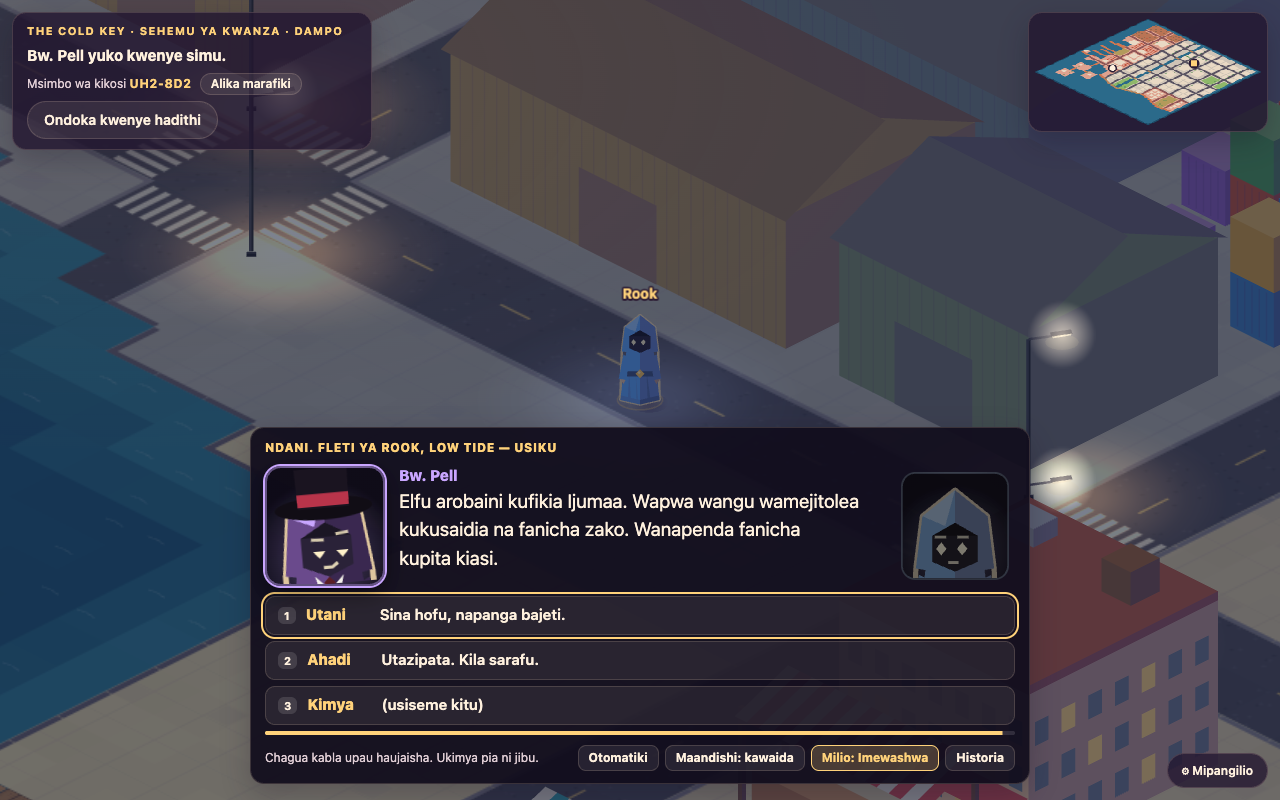 THE COLD KEY · SEHEMU YA KWANZA · DAMPO
Bw. Pell yuko kwenye simu.
Msimbo wa kikosi UH2-8D2 Alika marafiki
Ondoka kwenye hadithi
Rook
NDANI. FLETI YA ROOK, LOW TIDE — USIKU
Bw. Pell
Elfu arobaini kufikia Ijumaa. Wapwa wangu wamejitolea
kukusaidia na fanicha zako. Wanapenda fanicha
kupita kiasi.
1 Utani Sina hofu, napanga bajeti.
2 Ahadi Utazipata. Kila sarafu.
3 Kimya (usiseme kitu)
Chagua kabla upau haujaisha. Ukimya pia ni jibu. Otomatiki Maandishi: kawaida Milio: Imewashwa Historia
⚙ Mipangilio